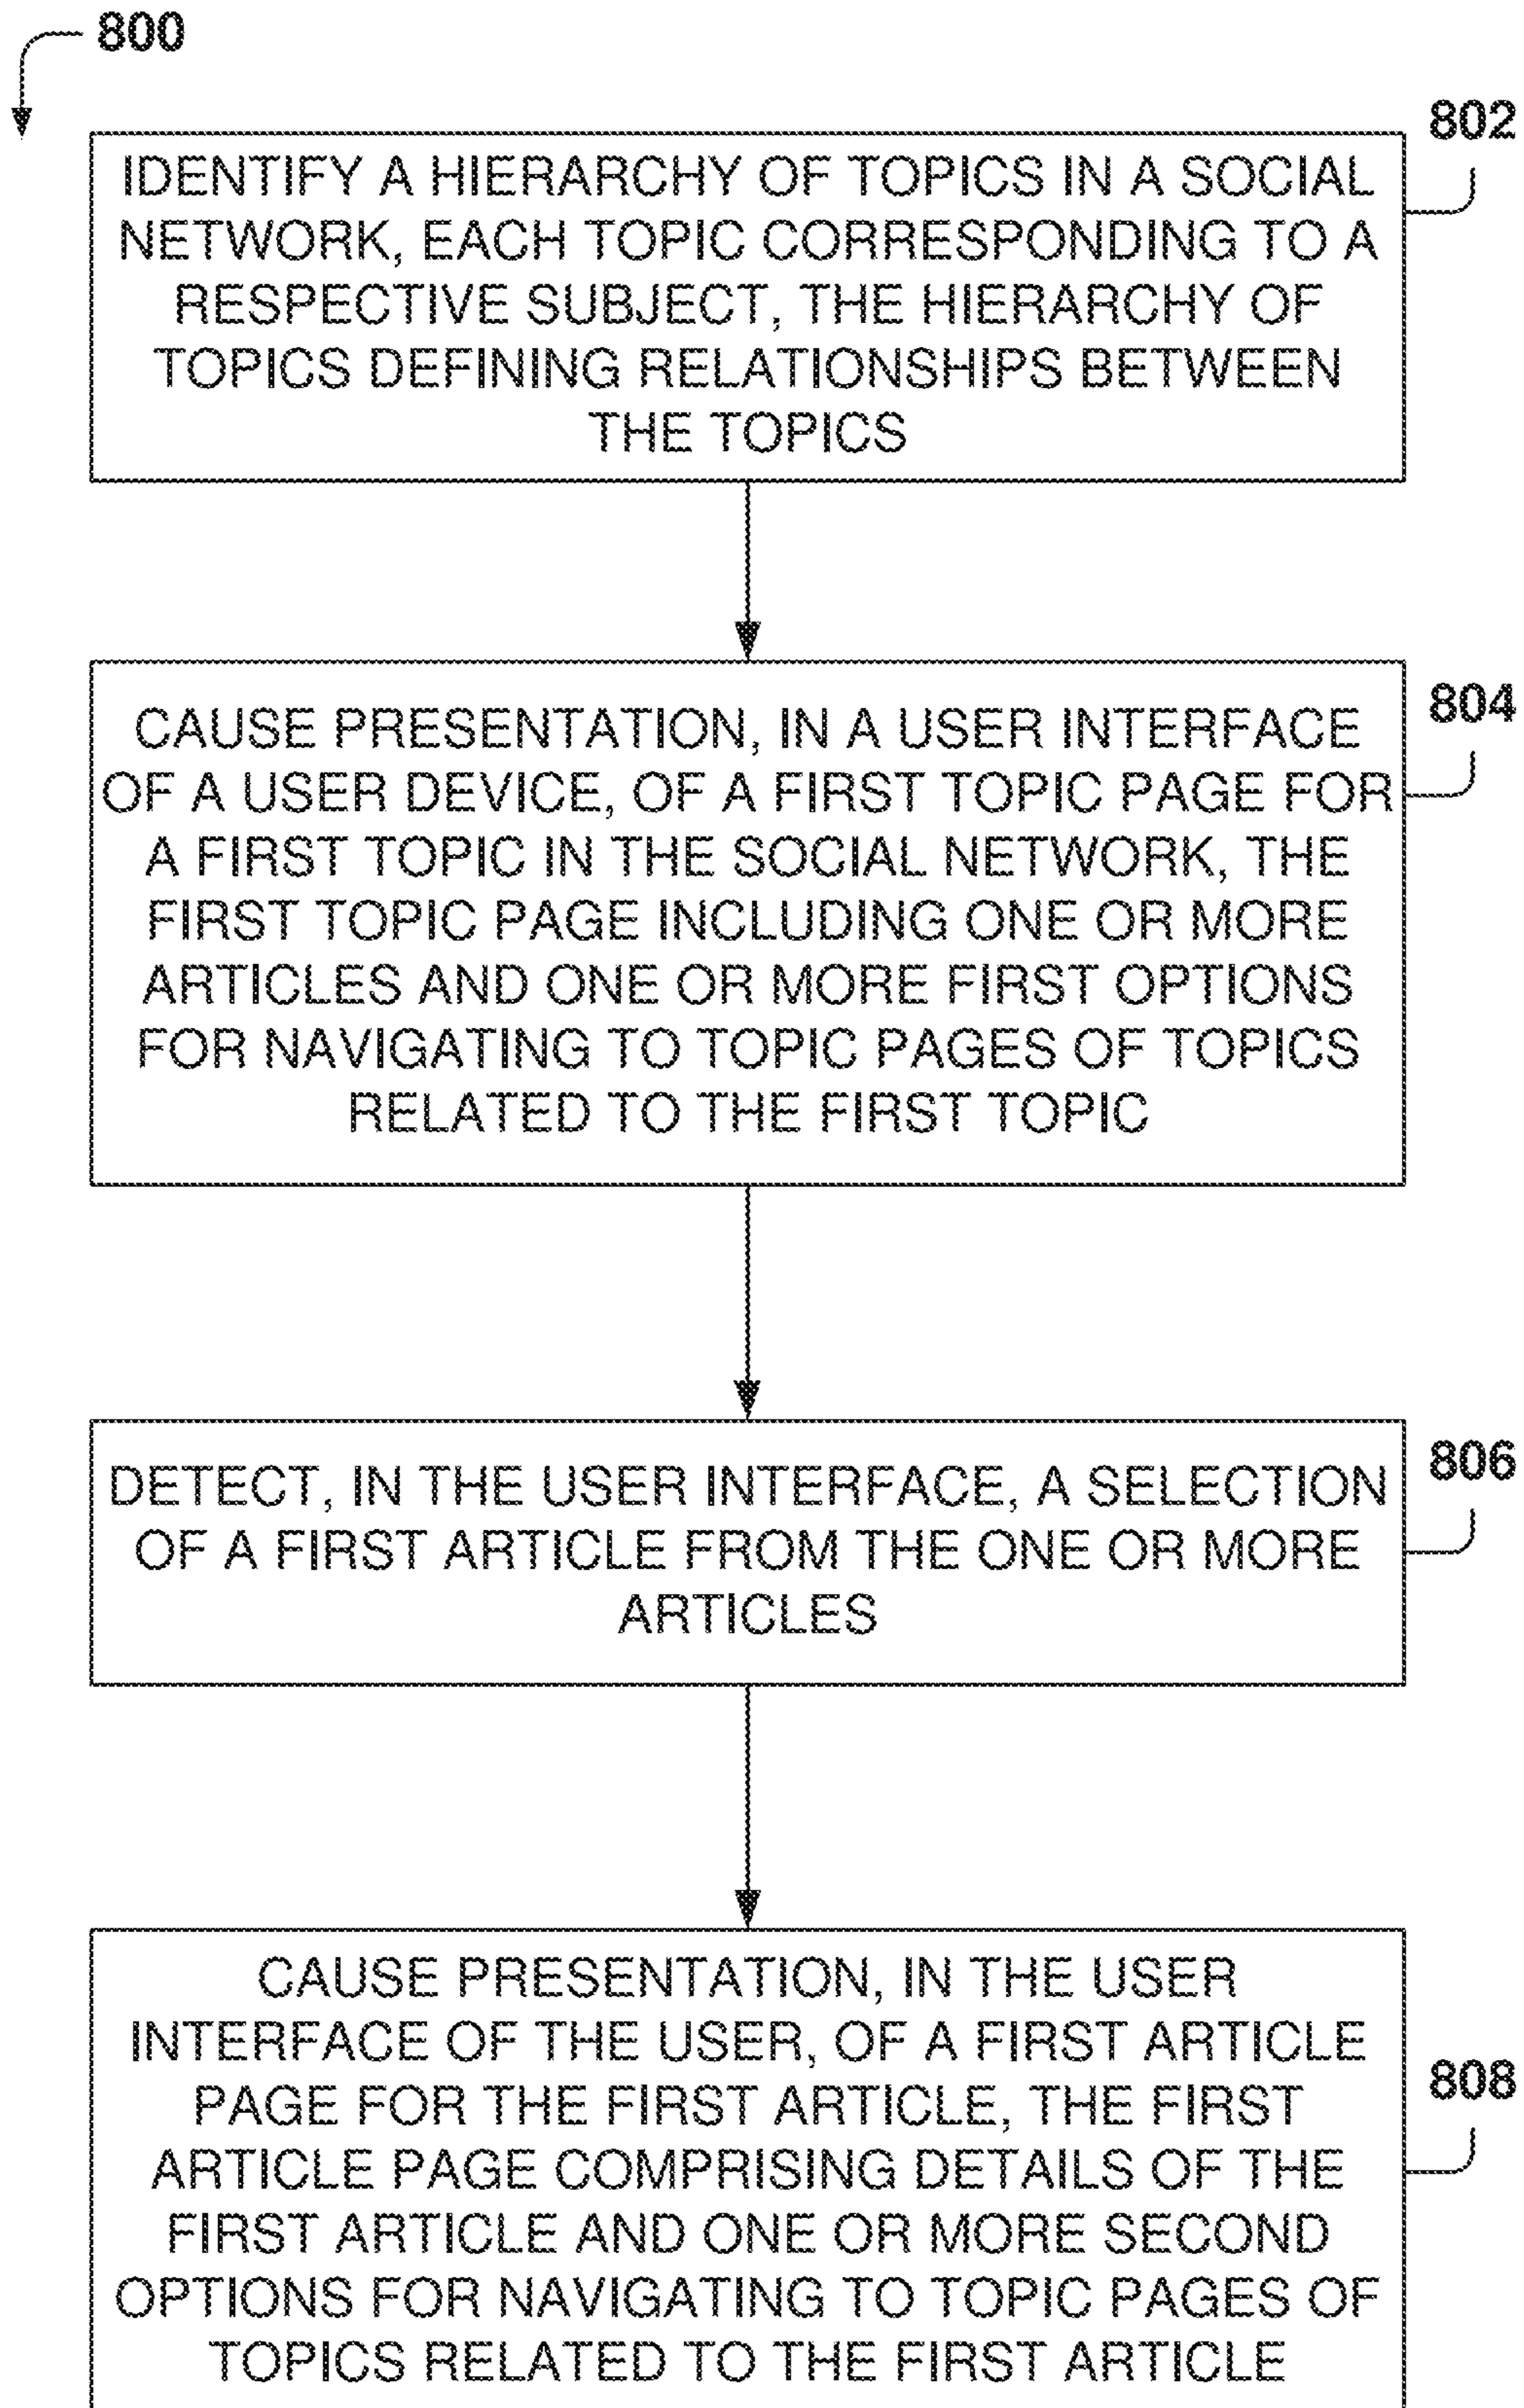 800
802
IDENTIFY A HIERARCHY OF TOPICS IN A SOCIAL
NETWORK, EACH TOPIC CORRESPONDING TO A
RESPECTIVE SUBJECT, THE HIERARCHY OF
TOPICS DEFINING RELATIONSHIPS BETWEEN
THE TOPICS
804
CAUSE PRESENTATION, IN A USER INTERFACE
OF A USER DEVICE, OF A FIRST TOPIC PAGE FOR
A FIRST TOPIC IN THE SOCIAL NETWORK, THE
FIRST TOPIC PAGE INCLUDING ONE OR MORE
ARTICLES AND ONE OR MORE FIRST OPTIONS
FOR NAVIGATING TO TOPIC PAGES OF TOPICS
RELATED TO THE FIRST TOPIC
806
DETECT, IN THE USER INTERFACE, A SELECTION
OF A FIRST ARTICLE FROM THE ONE OR MORE
ARTICLES
808
CAUSE PRESENTATION, IN THE USER
INTERFACE OF THE USER, OF A FIRST ARTICLE
PAGE FOR THE FIRST ARTICLE, THE FIRST
ARTICLE PAGE COMPRISING DETAILS OF THE
FIRST ARTICLE AND ONE OR MORE SECOND
OPTIONS FOR NAVIGATING TO TOPIC PAGES OF
TOPICS RELATED TO THE FIRST ARTICLE